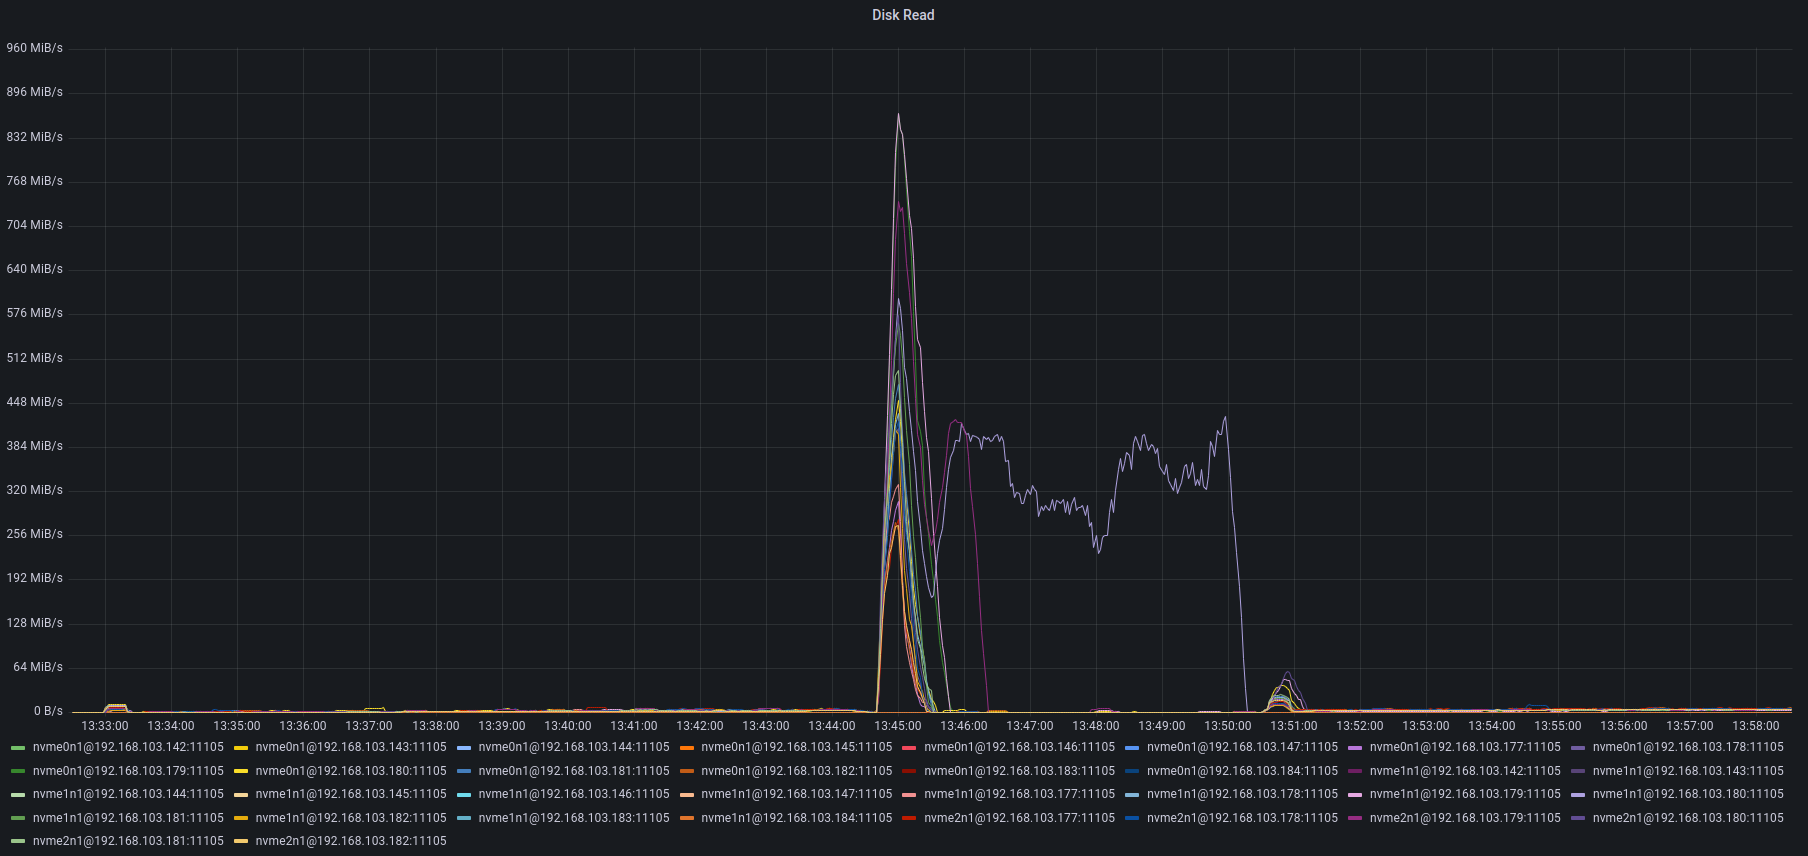 Disk Read
960 MiB/s
896 MiB/s
832 MiB/s
768 MiB/s
704 MiB/s
640 MiB/s
576 MiB/s
512 MiB/s
448 MiB/s
384 MiB/s
320 MiB/s
256 MiB/s
192 MiB/s
128 MiB/s
64 MiB/s
0 B/s
13:33:00 13:34:00 13:35:00 13:36:00 13:37:00 13:38:00 13:39:00 13:40:00 13:41:00 13:42:00 13:43:00 13:44:00 13:45:00 13:46:00 13:47:00 13:48:00 13:49:00 13:50:00 13:51:00 13:52:00 13:53:00 13:54:00 13:55:00 13:56:00 13:57:00 13:58:00
nvme0n1@192.168.103.142:11105 nvme0n1@192.168.103.143:11105 nvme0n1@192.168.103.144:11105 nvme0n1@192.168.103.145:11105 nvme0n1@192.168.103.146:11105 nvme0n1@192.168.103.147:11105 nvme0n1@192.168.103.177:11105 nvme0n1@192.168.103.178:11105
nvme0n1@192.168.103.179:11105 nvme0n1@192.168.103.180:11105 nvme0n1@192.168.103.181:11105 nvme0n1@192.168.103.182:11105 nvme0n1@192.168.103.183:11105 nvme0n1@192.168.103.184:11105 nvme1n1@192.168.103.142:11105 nvme1n1@192.168.103.143:11105
nvme1n1@192.168.103.144:11105 nvme1n1@192.168.103.145:11105 nvme1n1@192.168.103.146:11105 nvme1n1@192.168.103.147:11105 nvme1n1@192.168.103.177:11105 nvme1n1@192.168.103.178:11105 nvme1n1@192.168.103.179:11105 nvme1n1@192.168.103.180:11105
nvme1n1@192.168.103.181:11105 nvme1n1@192.168.103.182:11105 nvme1n1@192.168.103.183:11105 nvme1n1@192.168.103.184:11105 nvme2n1@192.168.103.177:11105 nvme2n1@192.168.103.178:11105 nvme2n1@192.168.103.179:11105 nvme2n1@192.168.103.180:11105
nvme2n1@192.168.103.181:11105 nvme2n1@192.168.103.182:11105